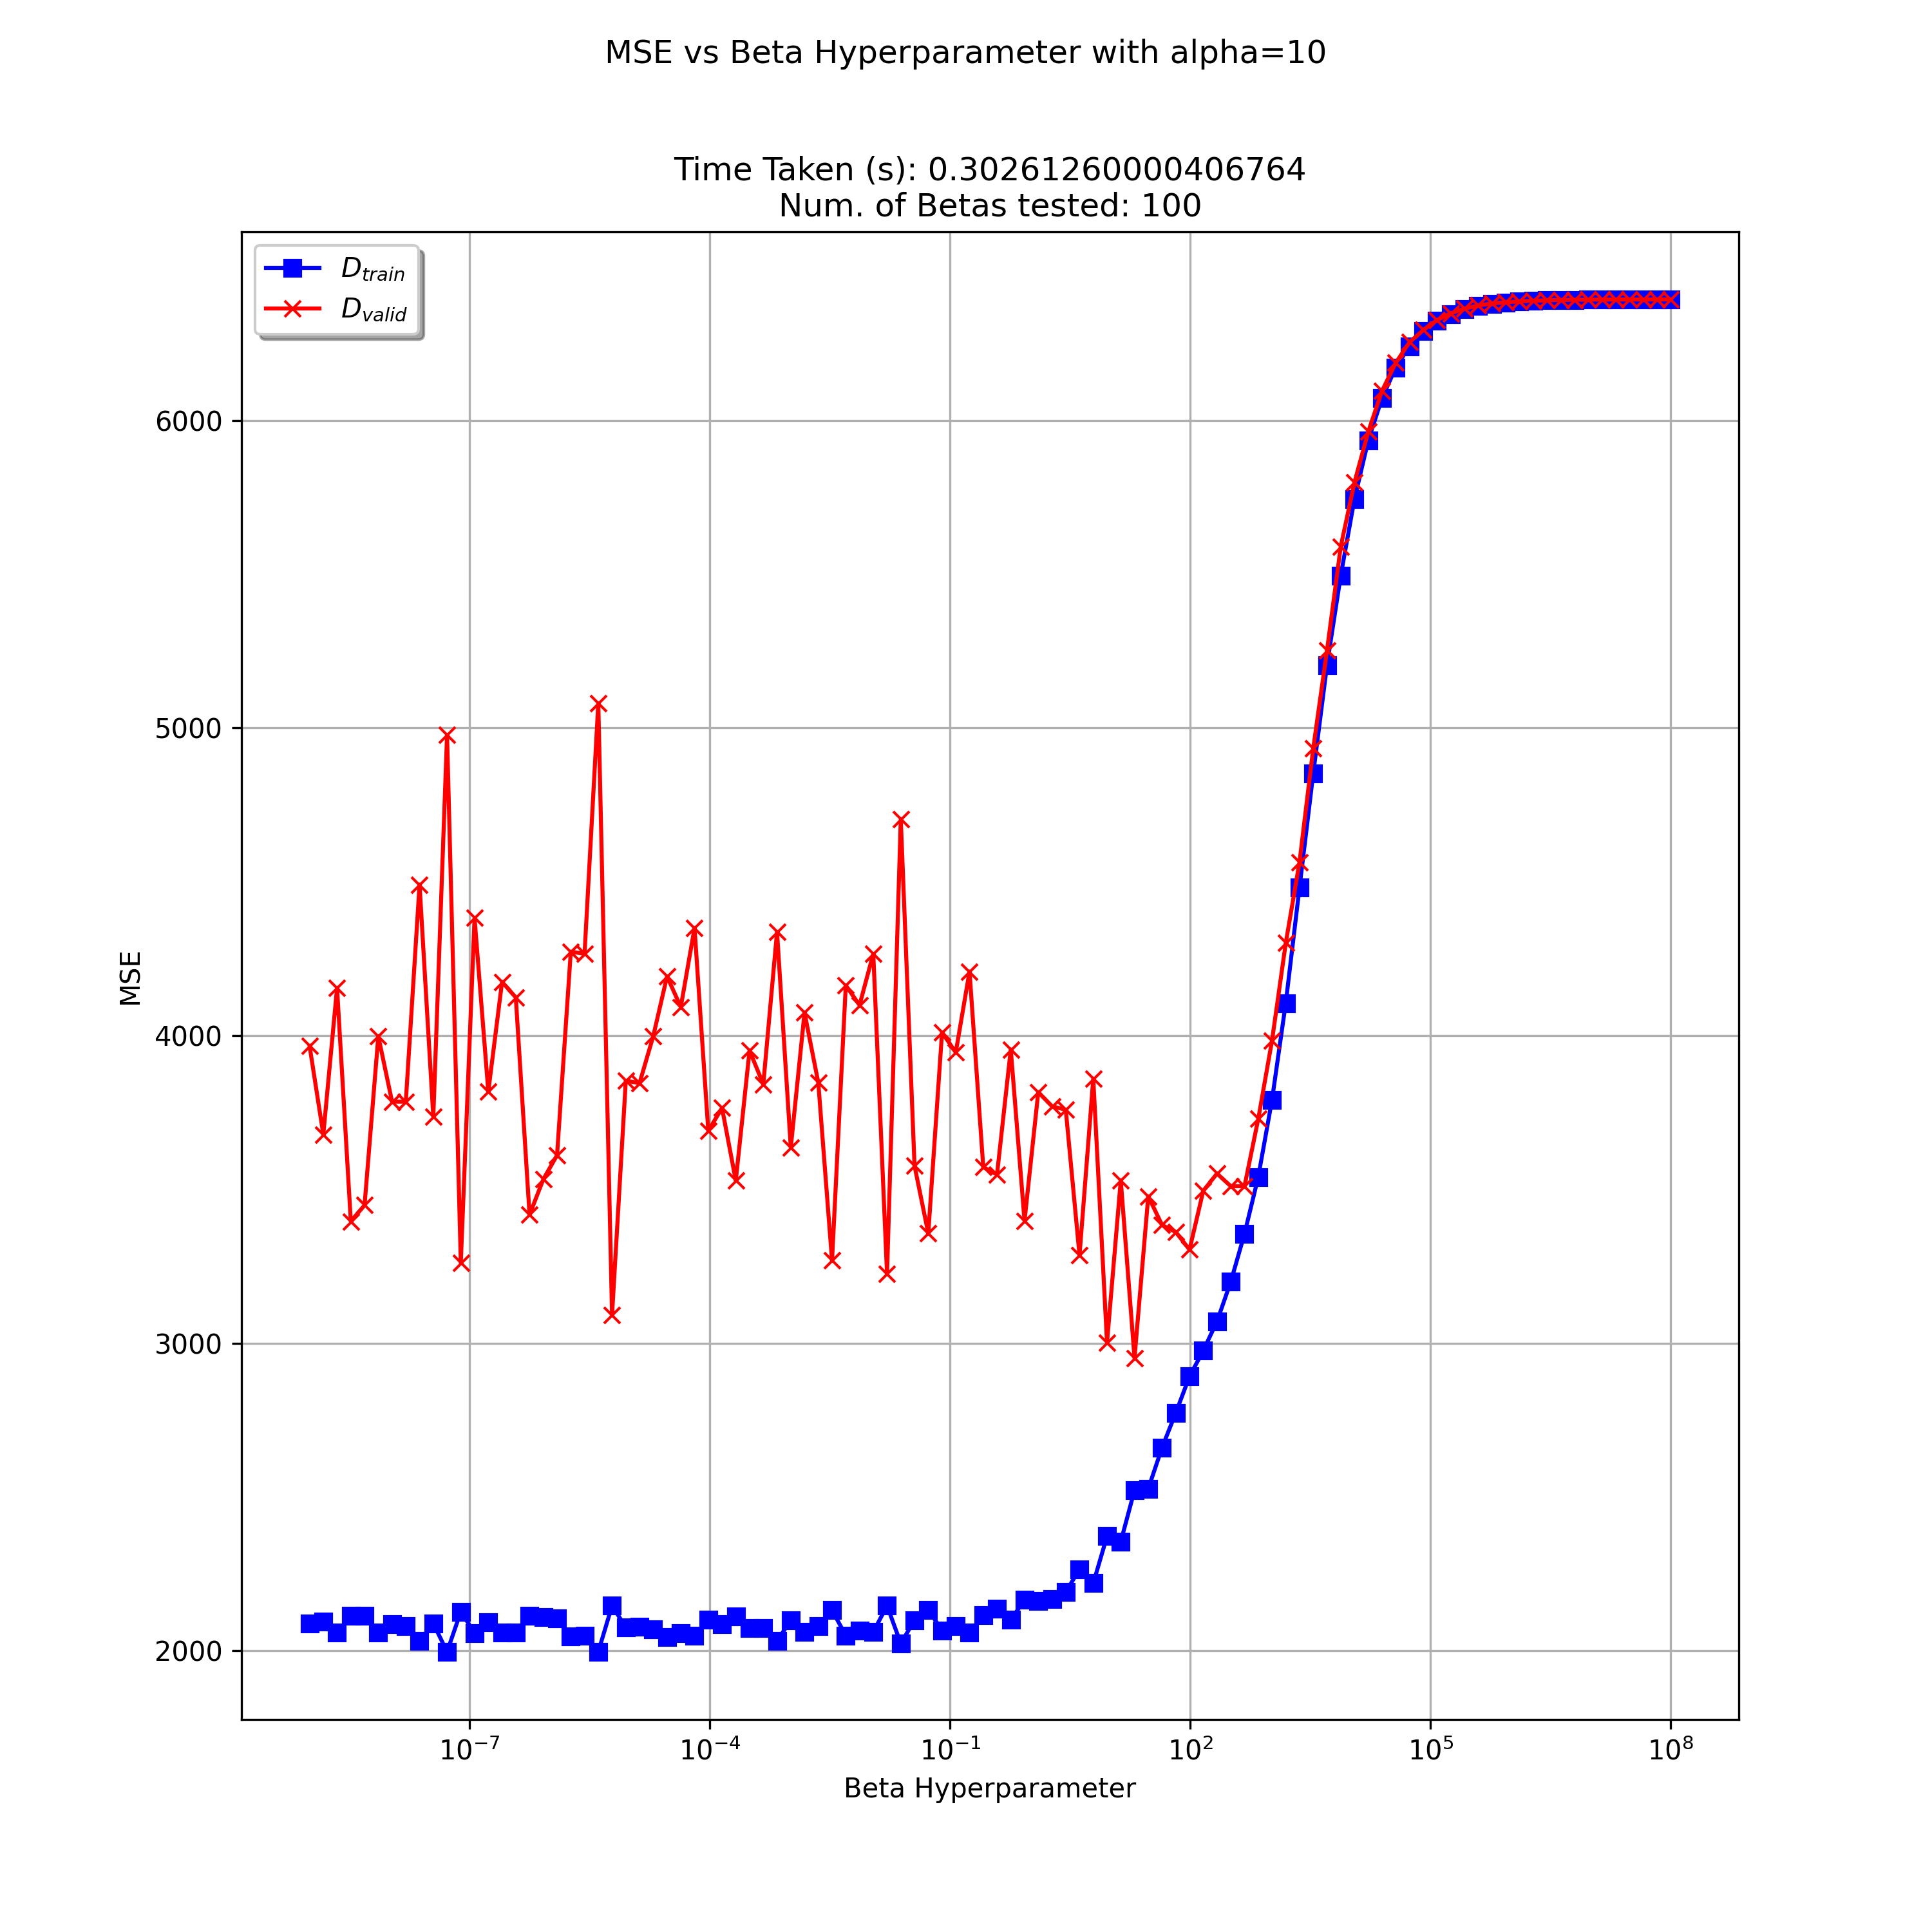 MSE vs Beta Hyperparameter with alpha=10
Time Taken (s): 0.30261260000406764
Num. of Betas tested: 100
D_train
D_valid
6000
5000
4000
3000
2000
MSE
10^−7
10^−4
10^−1
10^2
10^5
10^8
Beta Hyperparameter